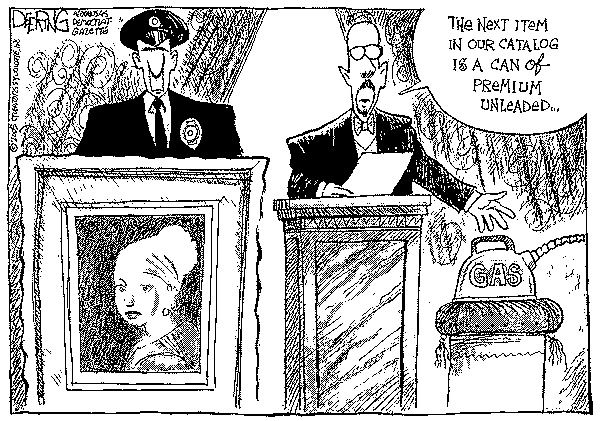 DEERING
ARKANSAS
DEMOCRAT
GAZETTE
THE NEXT ITEM
IN OUR CATALOG
IS A CAN OF
PREMIUM
UNLEADED...
GAS